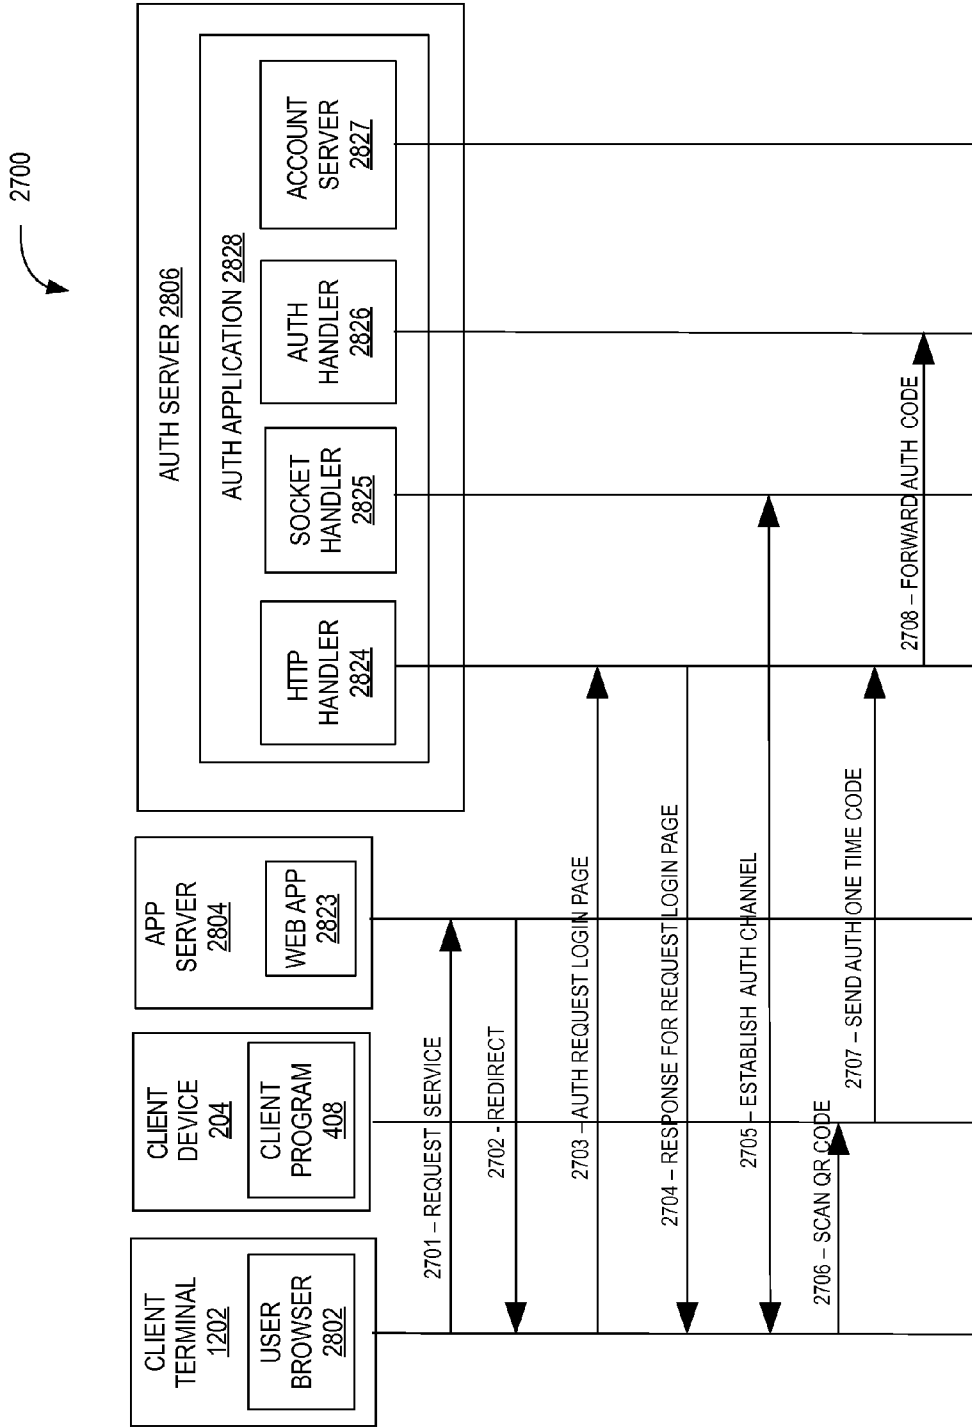 2700
CLIENT
TERMINAL
1202
USER
BROWSER
2802
CLIENT
DEVICE
204
CLIENT
PROGRAM
408
APP
SERVER
2804
WEB APP
2823
AUTH SERVER 2806
AUTH APPLICATION 2828
HTTP
HANDLER
2824
SOCKET
HANDLER
2825
AUTH
HANDLER
2826
ACCOUNT
SERVER
2827
2701 – REQUEST SERVICE
2702 - REDIRECT
2703 – AUTH REQUEST LOGIN PAGE
2704 – RESPONSE FOR REQUEST LOGIN PAGE
2705 – ESTABLISH AUTH CHANNEL
2706 – SCAN QR CODE
2707 – SEND AUTH ONE TIME CODE
2708 – FORWARD AUTH CODE